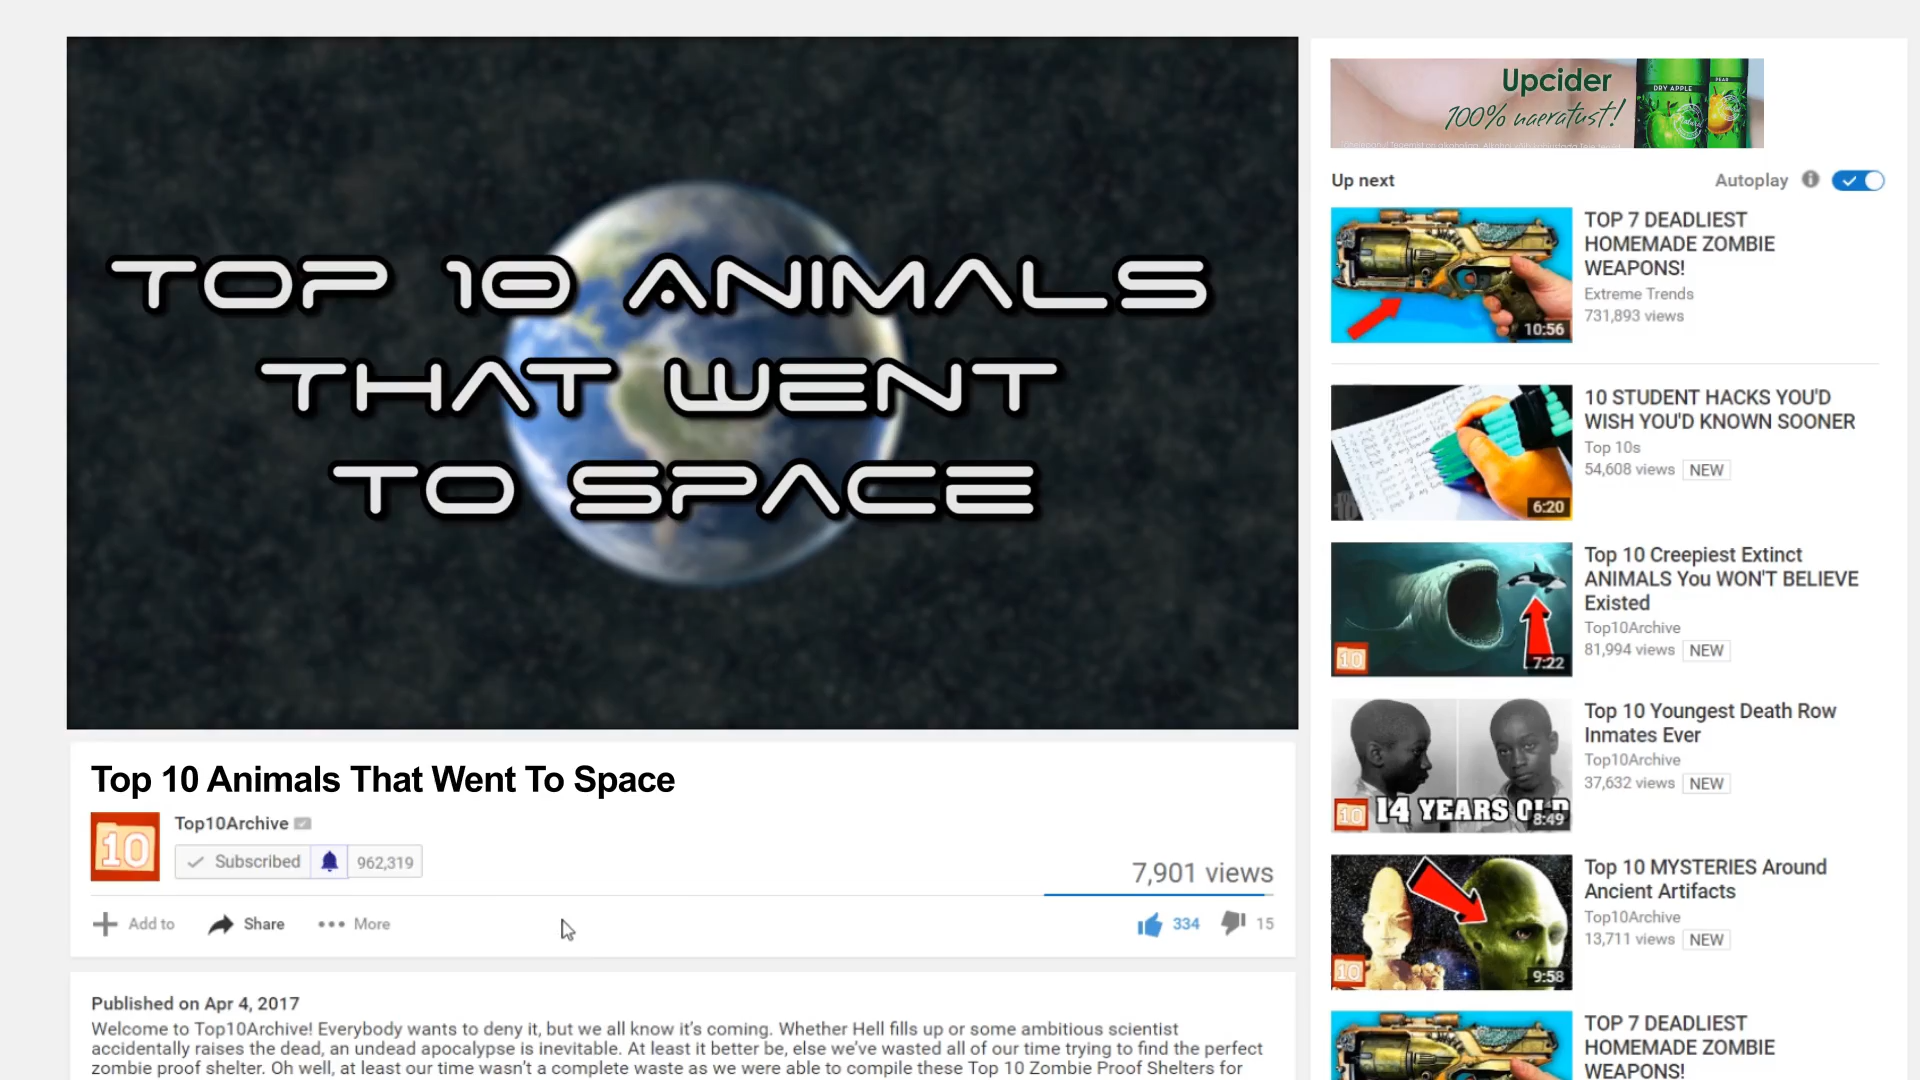 TOP 10 ANIMALS
THAT WENT
TO SPACE
Top 10 Animals That Went To Space
10
Top10Archive
Subscribed
962,319
7,901 views
Add to
Share
More
334
15
Published on Apr 4, 2017
Welcome to Top10Archive! Everybody wants to deny it, but we all know it's coming. Whether Hell fills up or some ambitious scientist
accidentally raises the dead, an undead apocalypse is inevitable. At least it better be, else we've wasted all of our time trying to find the perfect
zombie proof shelter. Oh well, at least our time wasn't a complete waste as we were able to compile these Top 10 Zombie Proof Shelters for
Upcider
100% naeratust!
DRY APPLE
PEAR
Natural
Up next
Autoplay
10:56
TOP 7 DEADLIEST
HOMEMADE ZOMBIE
WEAPONS!
Extreme Trends
731,893 views
6:20
10 STUDENT HACKS YOU'D
WISH YOU'D KNOWN SOONER
Top 10s
54,608 views NEW
10
7:22
Top 10 Creepiest Extinct
ANIMALS You WON'T BELIEVE
Existed
Top10Archive
81,994 views NEW
10
14 YEARS OLD
8:49
Top 10 Youngest Death Row
Inmates Ever
Top10Archive
37,632 views NEW
10
9:58
Top 10 MYSTERIES Around
Ancient Artifacts
Top10Archive
13,711 views NEW
TOP 7 DEADLIEST
HOMEMADE ZOMBIE
WEAPONS!